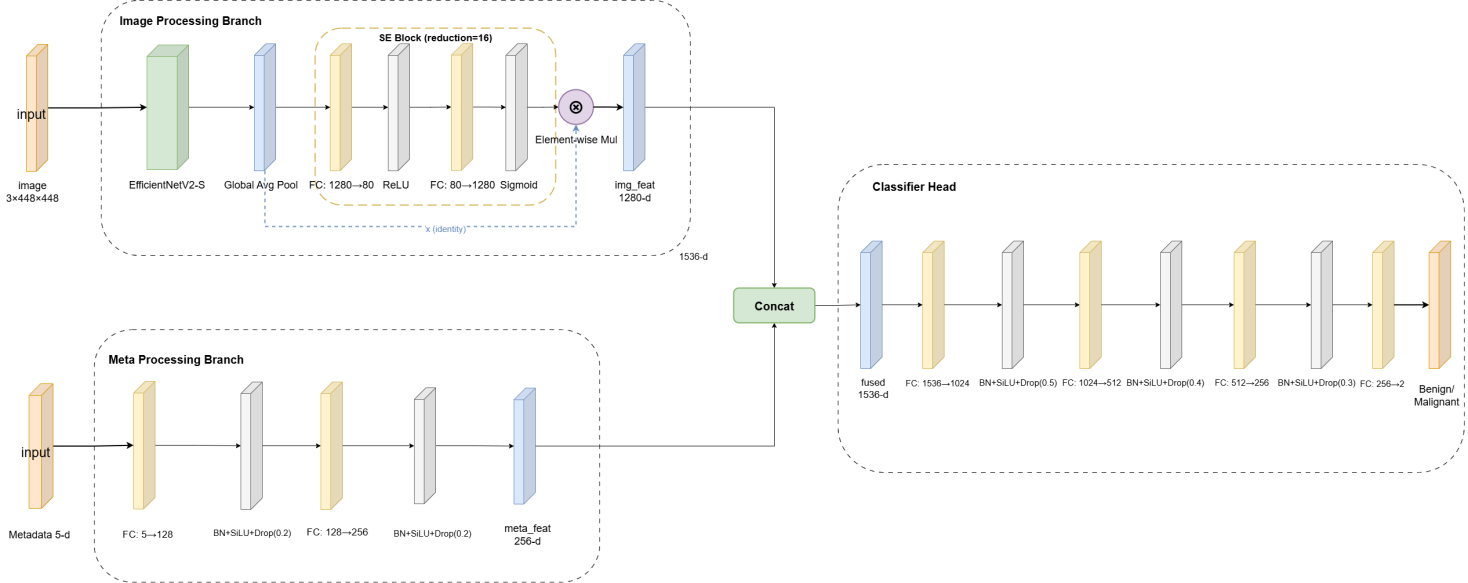 Image Processing Branch
SE Block (reduction=16)
input
Element-wise Mul
image
3×448×448
EfficientNetV2-S
Global Avg Pool
FC: 1280→80
ReLU
FC: 80→1280
Sigmoid
img_feat
1280-d
x (identity)
1536-d
Concat
Meta Processing Branch
input
Metadata 5-d
FC: 5→128
BN+SiLU+Drop(0.2)
FC: 128→256
BN+SiLU+Drop(0.2)
meta_feat
256-d
Classifier Head
fused
1536-d
FC: 1536→1024
BN+SiLU+Drop(0.5)
FC: 1024→512
BN+SiLU+Drop(0.4)
FC: 512→256
BN+SiLU+Drop(0.3)
FC: 256→2
Benign/
Malignant